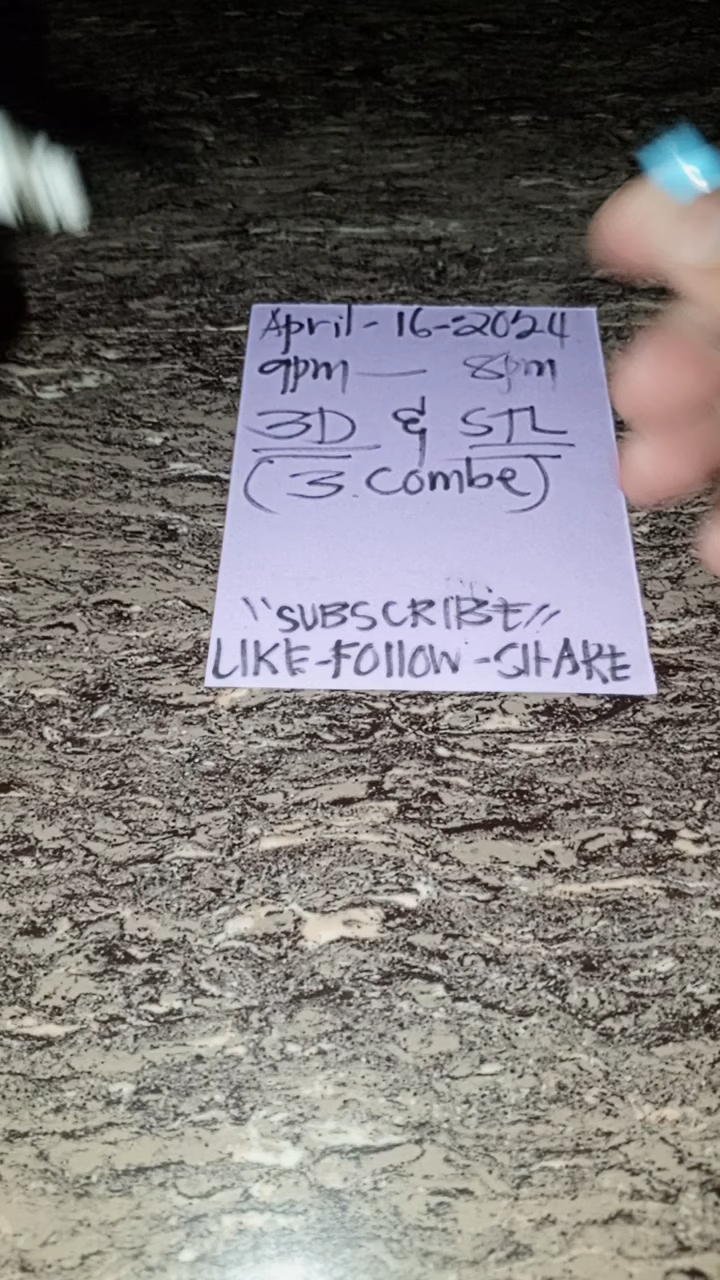 April - 16-2024
9pm — 8pm
3D & STL
(3. Combe)
"SUBSCRIBE"
LIKE-FOllOW-SHARE